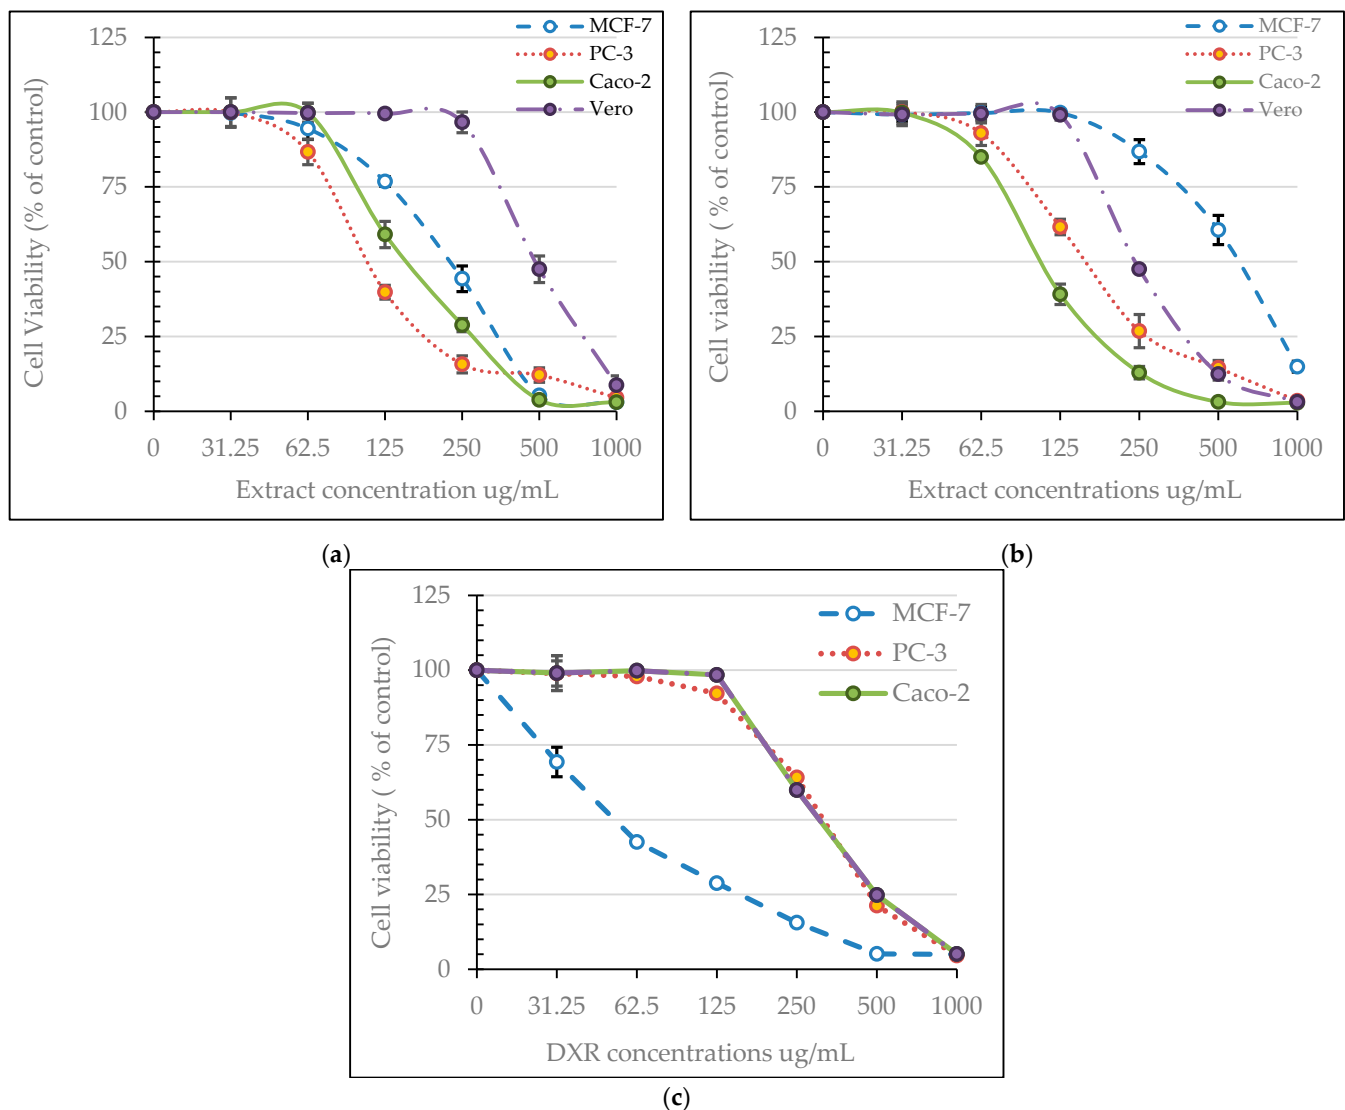 MCF-7
PC-3
Caco-2
Vero
125
100
75
50
25
0
Cell Viability (% of control)
0 31.25 62.5 125 250 500 1000
Extract concentration ug/mL
(a)
MCF-7
PC-3
Caco-2
Vero
125
100
75
50
25
0
Cell viability ( % of control)
0 31.25 62.5 125 250 500 1000
Extract concentrations ug/mL
(b)
MCF-7
PC-3
Caco-2
125
100
75
50
25
0
Cell viability ( % of control)
0 31.25 62.5 125 250 500 1000
DXR concentrations ug/mL
(c)